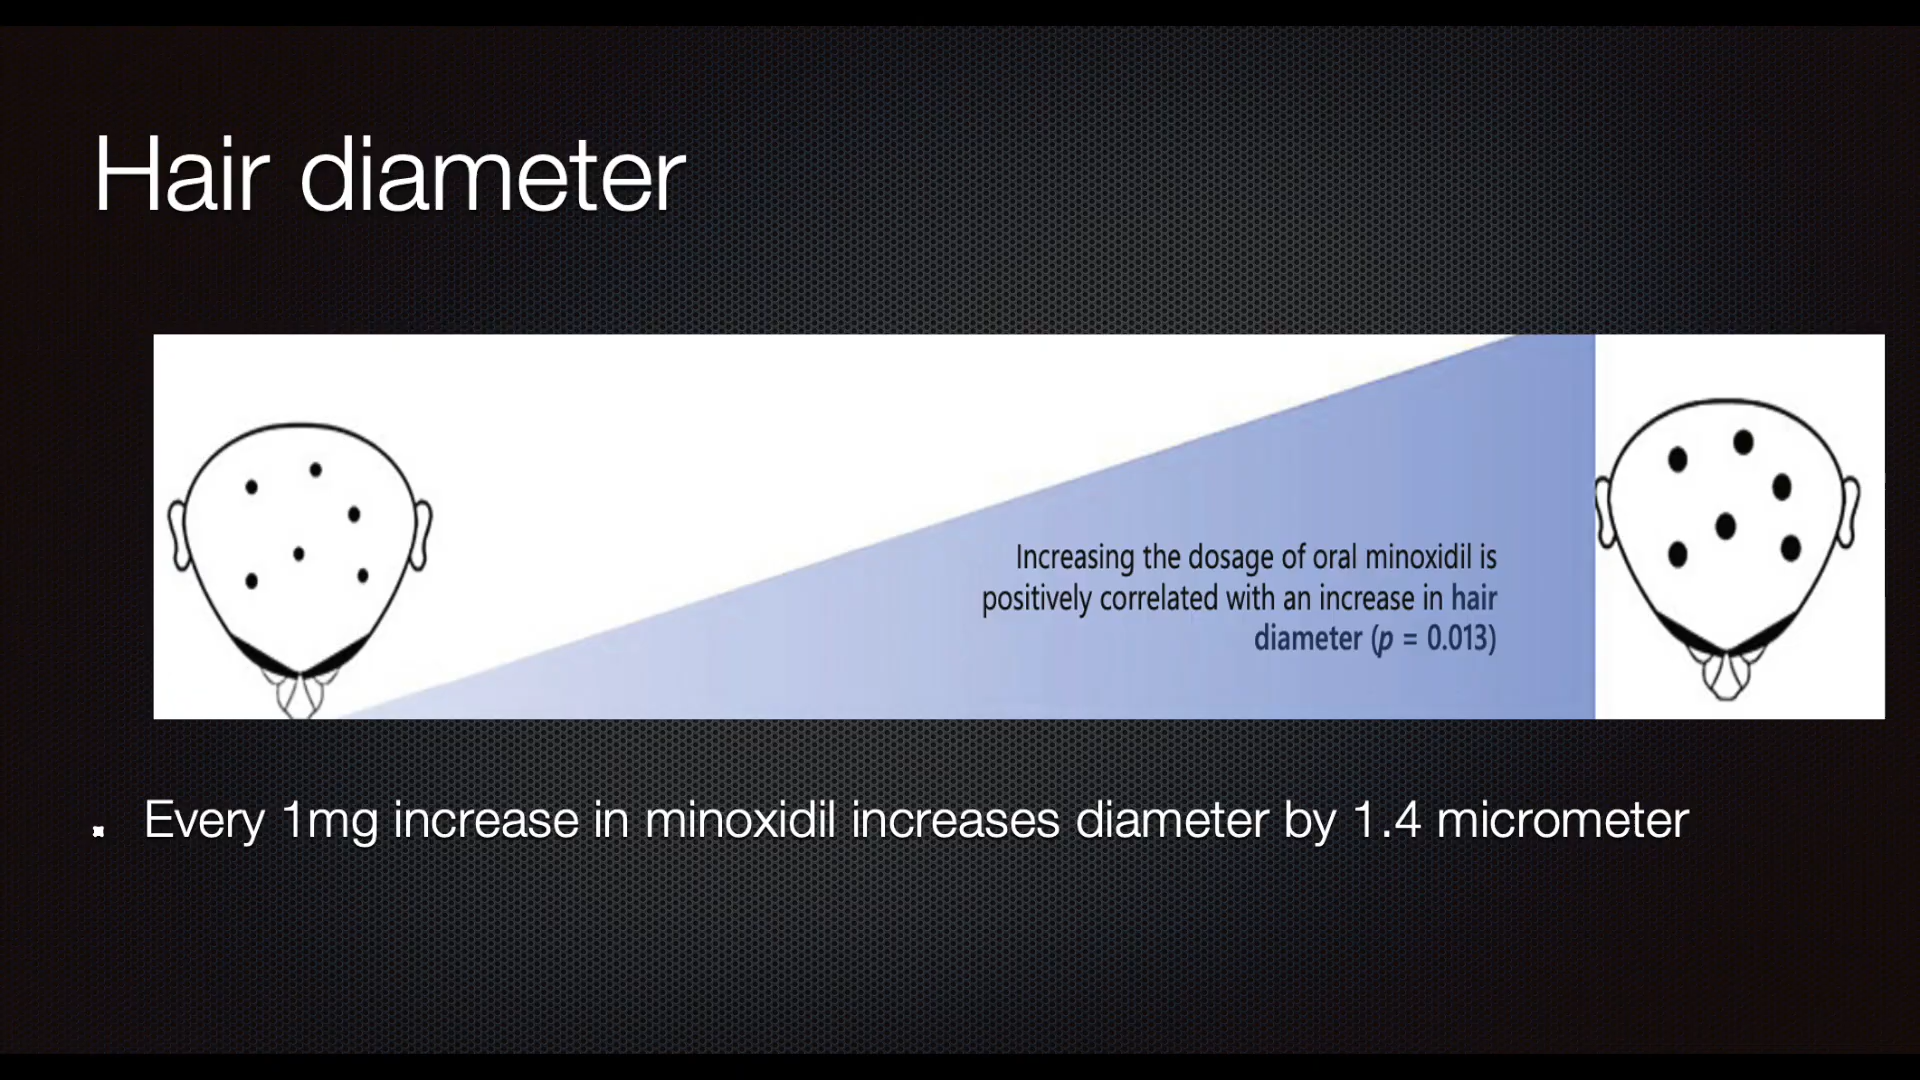 Hair diameter
Increasing the dosage of oral minoxidil is
positively correlated with an increase in hair
diameter (p = 0.013)
Every 1mg increase in minoxidil increases diameter by 1.4 micrometer